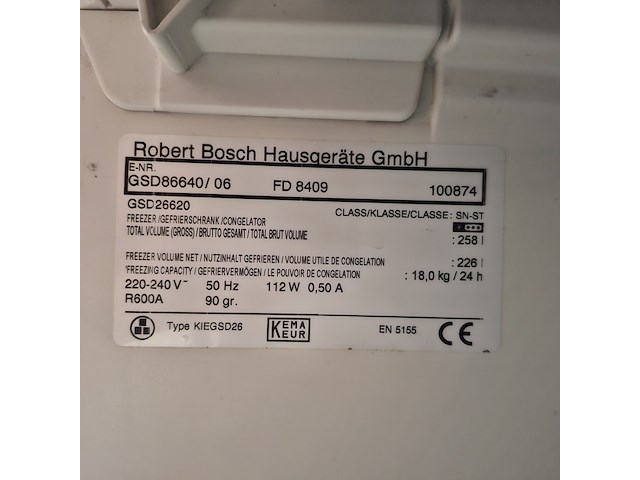 Robert Bosch Hausgeräte GmbH
E-NR.
GSD86640/ 06 FD 8409 100874
GSD26620 CLASS/KLASSE/CLASSE: SN-ST
FREEZER /GEFRIERSCHRANK /CONGELATOR
TOTAL VOLUME (GROSS) / BRUTTO GESAMT / TOTAL BRUT VOLUME : 258 l
FREEZER VOLUME NET / NUTZINHALT GEFRIEREN / VOLUME UTILE DE CONGELATION : 226 l
'FREEZING CAPACITY / GEFRIERVERMÖGEN / LE POUVOIR DE CONGELATION : 18,0 kg / 24 h
220-240 V~ 50 Hz 112 W 0,50 A
R600A 90 gr.
Type KIEGSD26 KEMA KEUR EN 5155 CE